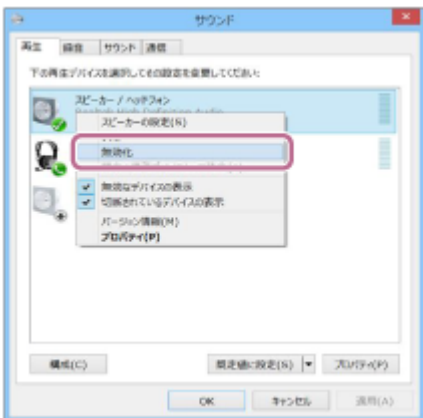 サウンド
再生 録音 サウンド 通信
下の再生デバイスを選択してその設定を変更してください:
スピーカー / ヘッドフォン
スピーカーの設定(S)
無効化
無効なデバイスの表示
切断されているデバイスの表示
バージョン情報(M)
プロパティ(P)
構成(C) 既定値に設定(S) プロパティ(P)
OK キャンセル 適用(A)